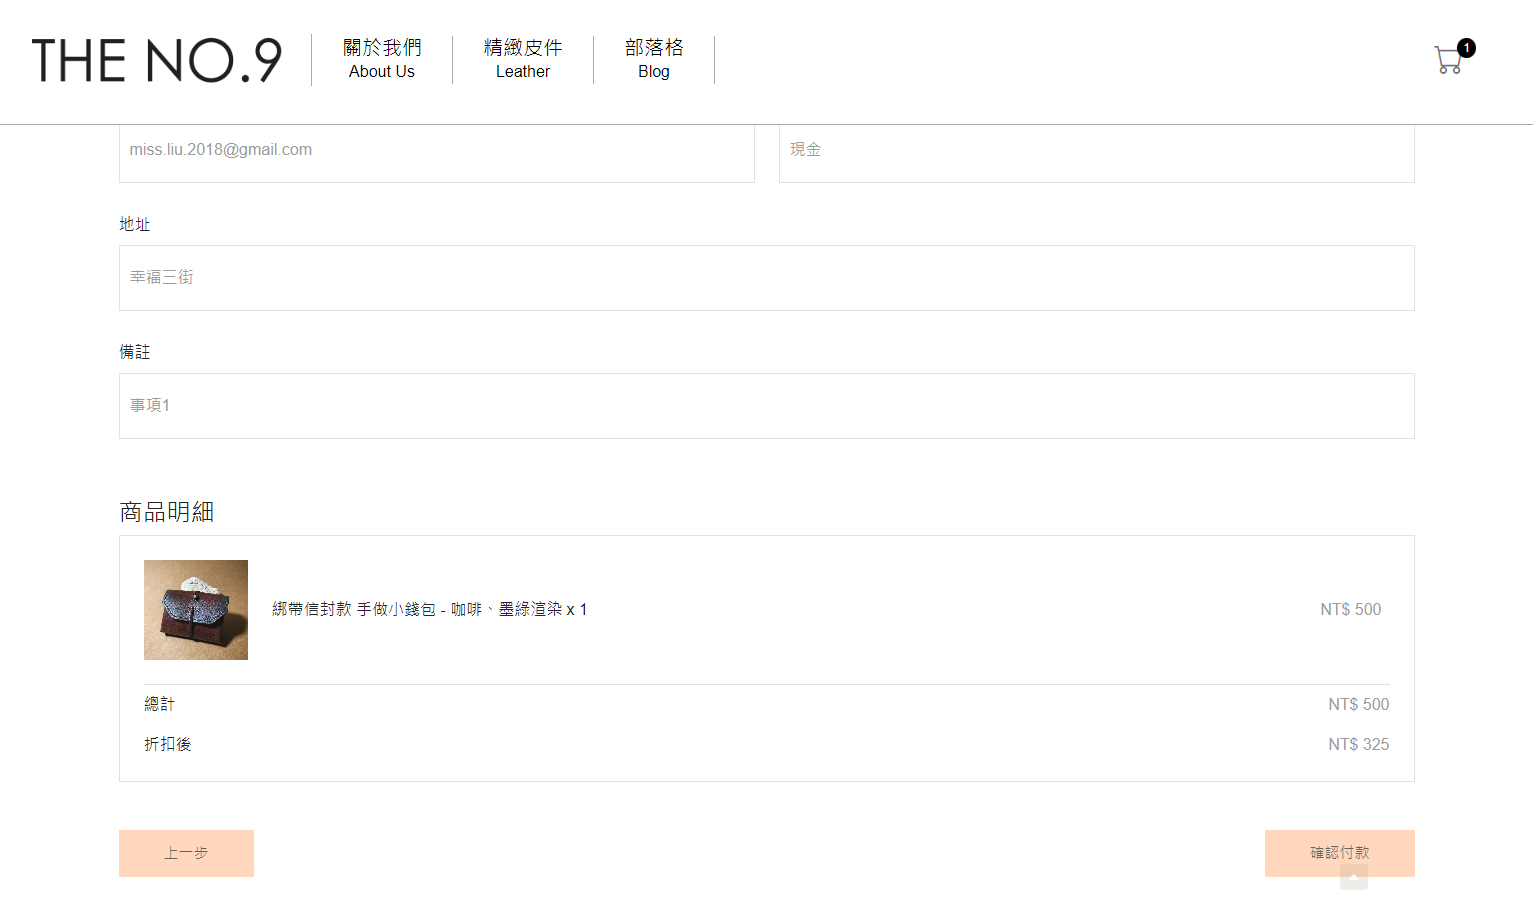 THE NO.9
關於我們
About Us
精緻皮件
Leather
部落格
Blog
1
miss.liu.2018@gmail.com
現金
地址
幸福三街
備註
事項1
商品明細
綁帶信封款 手做小錢包 - 咖啡、墨綠渲染 x 1
NT$ 500
總計
NT$ 500
折扣後
NT$ 325
上一步
確認付款